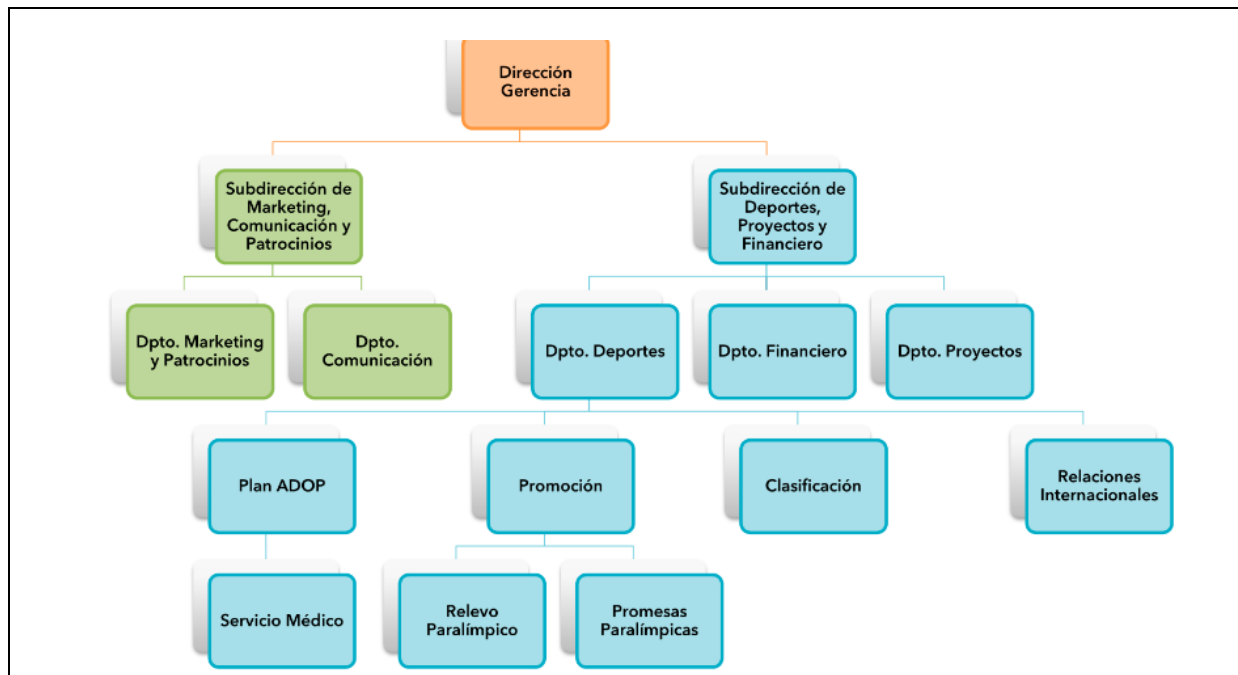 Dirección
Gerencia
Subdirección de
Marketing,
Comunicación y
Patrocinios
Subdirección de
Deportes,
Proyectos y
Financiero
Dpto. Marketing
y Patrocinios
Dpto.
Comunicación
Dpto. Deportes
Dpto. Financiero
Dpto. Proyectos
Plan ADOP
Promoción
Clasificación
Relaciones
Internacionales
Servicio Médico
Relevo
Paralímpico
Promesas
Paralímpicas